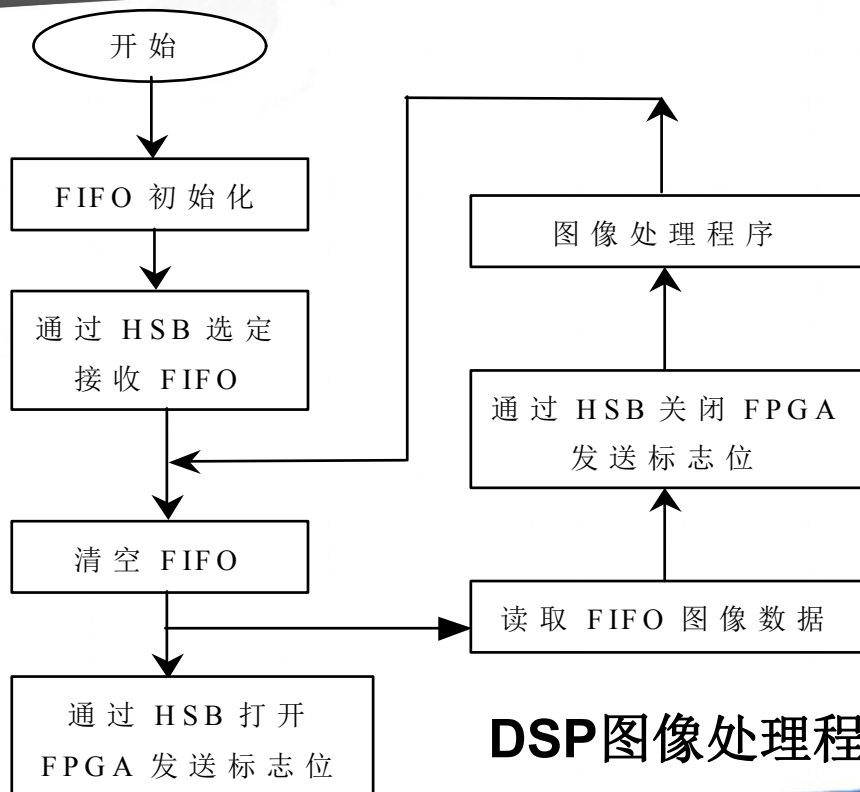 开始
FIFO 初始化
通过 HSB 选定
接收 FIFO
清空 FIFO
通过 HSB 打开
FPGA 发送标志位
图像处理程序
通过 HSB 关闭 FPGA
发送标志位
读取 FIFO 图像数据
DSP图像处理程